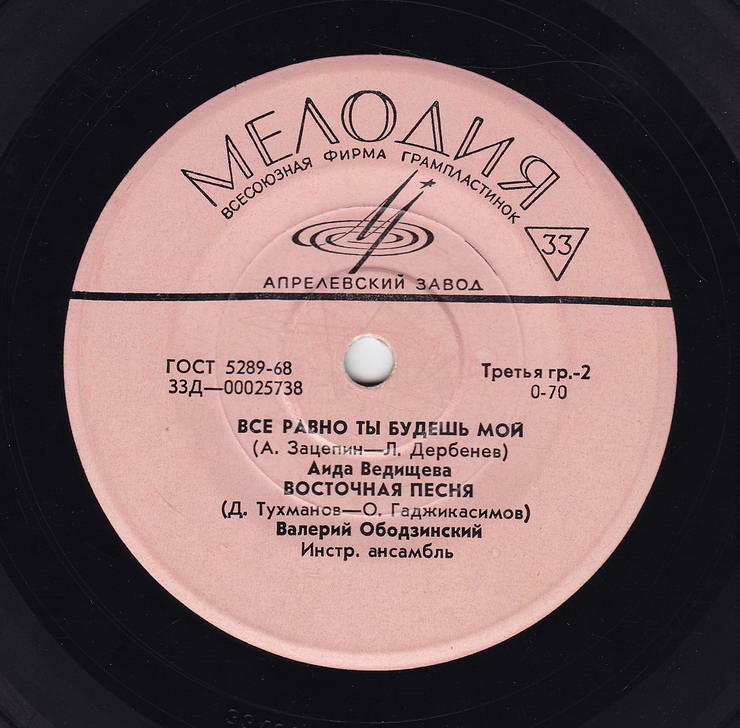 МЕЛОДИЯ
ВСЕСОЮЗНАЯ ФИРМА ГРАМПЛАСТИНОК
33
АПРЕЛЕВСКИЙ ЗАВОД
ГОСТ 5289-68
33Д—00025738
Третья гр.-2
0-70
ВСЕ РАВНО ТЫ БУДЕШЬ МОЙ
(А. Зацепин—Л. Дербенев)
Аида Ведищева
ВОСТОЧНАЯ ПЕСНЯ
(Д. Тухманов—О. Гаджикасимов)
Валерий Ободзинский
Инстр. ансамбль